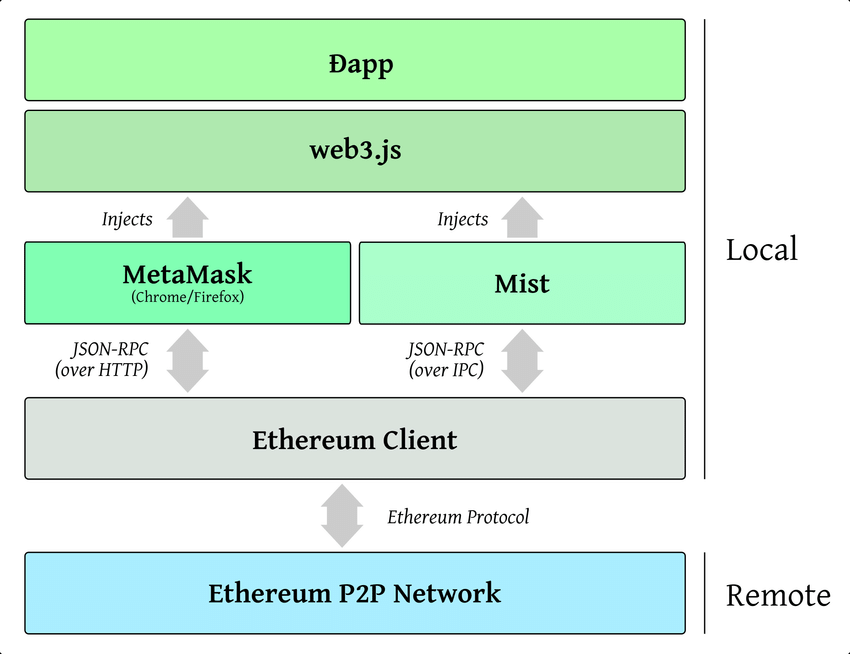 Ðapp
web3.js
Injects
Injects
Local
MetaMask
(Chrome/Firefox)
Mist
JSON-RPC
(over HTTP)
JSON-RPC
(over IPC)
Ethereum Client
Ethereum Protocol
Ethereum P2P Network
Remote